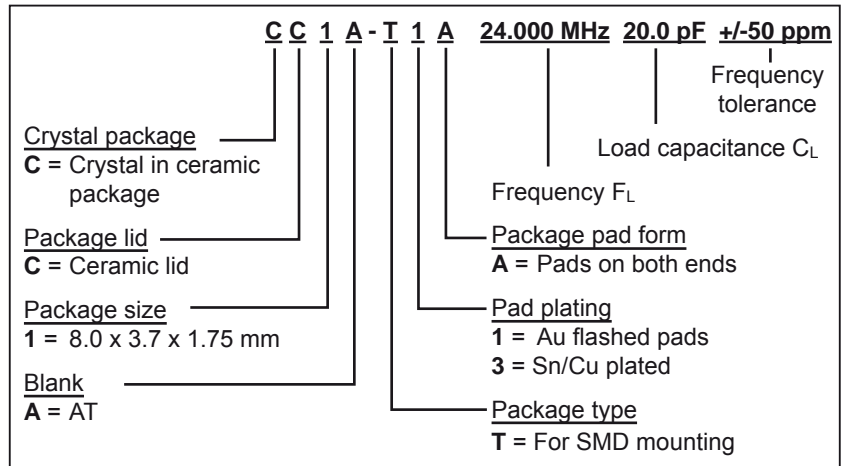 C C 1 A - T 1 A 24.000 MHz 20.0 pF +/-50 ppm
Frequency
tolerance
Load capacitance CL
Frequency FL
Crystal package
C = Crystal in ceramic
package
Package lid
C = Ceramic lid
Package size
1 = 8.0 x 3.7 x 1.75 mm
Blank
A = AT
Package pad form
A = Pads on both ends
Pad plating
1 = Au flashed pads
3 = Sn/Cu plated
Package type
T = For SMD mounting